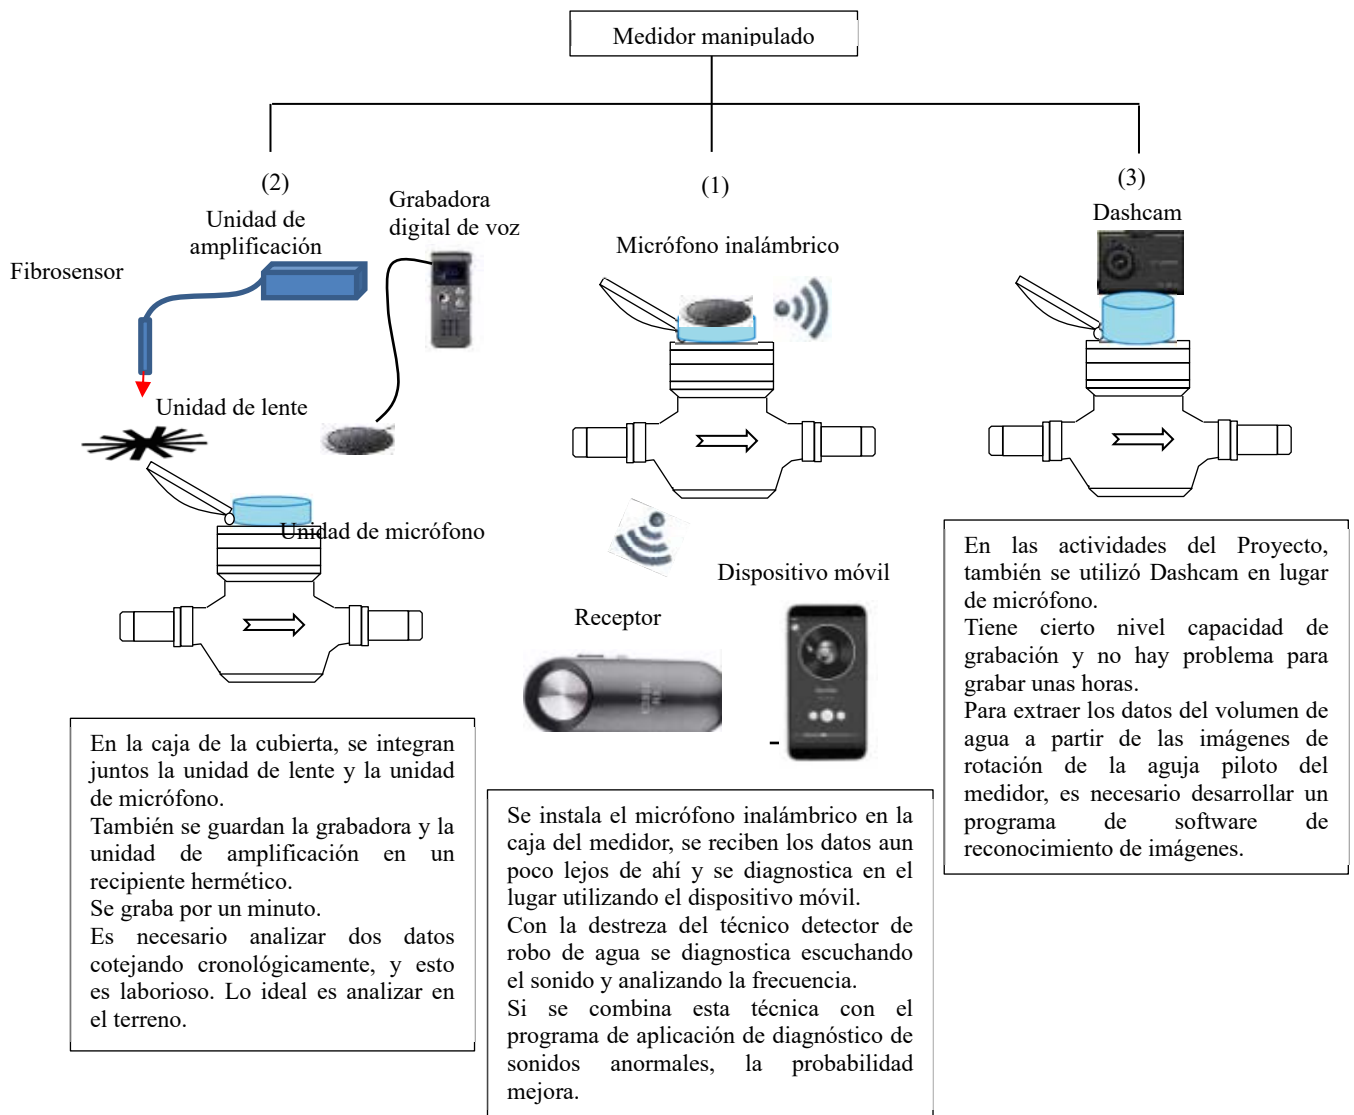 Medidor manipulado
(2)
Grabadora
digital de voz
Unidad de
amplificación
Fibrosensor
Unidad de lente
Unidad de micrófono
En la caja de la cubierta, se integran
juntos la unidad de lente y la unidad
de micrófono.
También se guardan la grabadora y la
unidad de amplificación en un
recipiente hermético.
Se graba por un minuto.
Es necesario analizar dos datos
cotejando cronológicamente, y esto
es laborioso. Lo ideal es analizar en
el terreno.
(1)
Micrófono inalámbrico
Dispositivo móvil
Receptor
Se instala el micrófono inalámbrico en la
caja del medidor, se reciben los datos aun
poco lejos de ahí y se diagnostica en el
lugar utilizando el dispositivo móvil.
Con la destreza del técnico detector de
robo de agua se diagnostica escuchando
el sonido y analizando la frecuencia.
Si se combina esta técnica con el
programa de aplicación de diagnóstico de
sonidos anormales, la probabilidad
mejora.
(3)
Dashcam
En las actividades del Proyecto,
también se utilizó Dashcam en lugar
de micrófono.
Tiene cierto nivel capacidad de
grabación y no hay problema para
grabar unas horas.
Para extraer los datos del volumen de
agua a partir de las imágenes de
rotación de la aguja piloto del
medidor, es necesario desarrollar un
programa de software de
reconocimiento de imágenes.